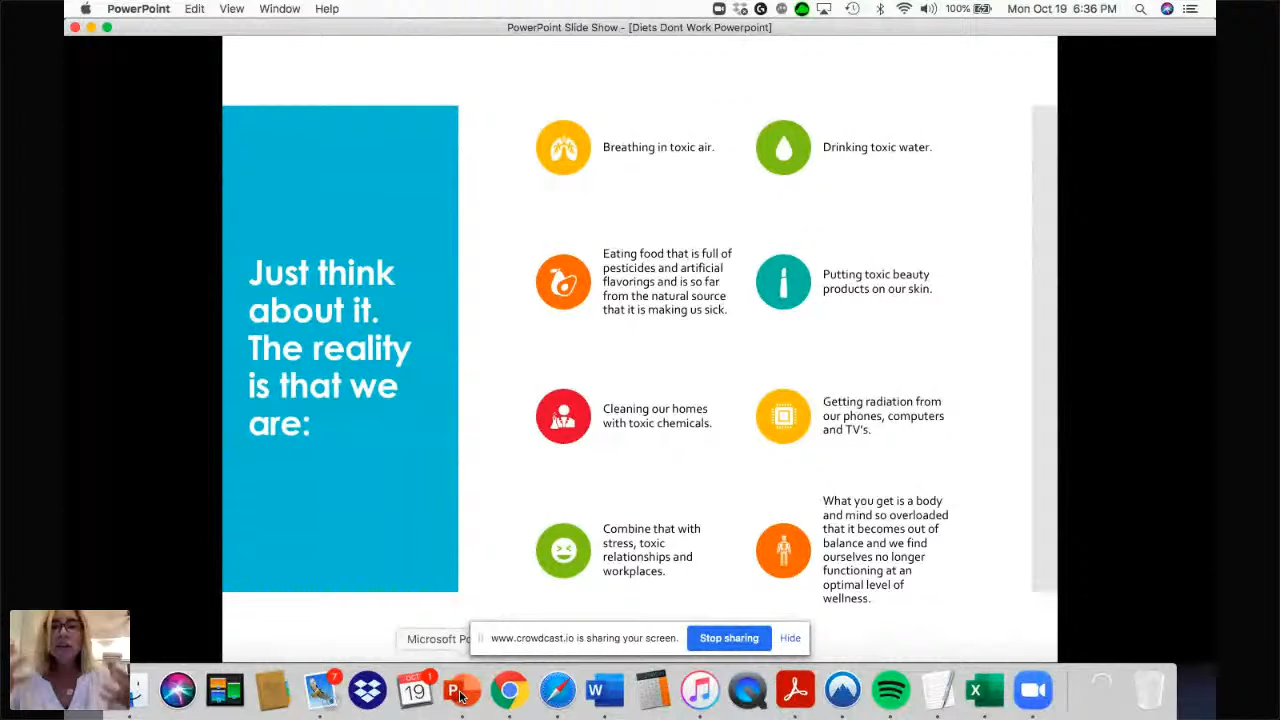 PowerPoint Edit View Window Help
100% Mon Oct 19 6:36 PM
PowerPoint Slide Show - [Diets Dont Work Powerpoint]
Just think
about it.
The reality
is that we
are:
Breathing in toxic air.
Drinking toxic water.
Eating food that is full of
pesticides and artificial
flavorings and is so far
from the natural source
that it is making us sick.
Putting toxic beauty
products on our skin.
Cleaning our homes
with toxic chemicals.
Getting radiation from
our phones, computers
and TV's.
Combine that with
stress, toxic
relationships and
workplaces.
What you get is a body
and mind so overloaded
that it becomes out of
balance and we find
ourselves no longer
functioning at an
optimal level of
wellness.
Microsoft Po
www.crowdcast.io is sharing your screen.
Stop sharing
Hide
7
OCT
19
1
P
W
X